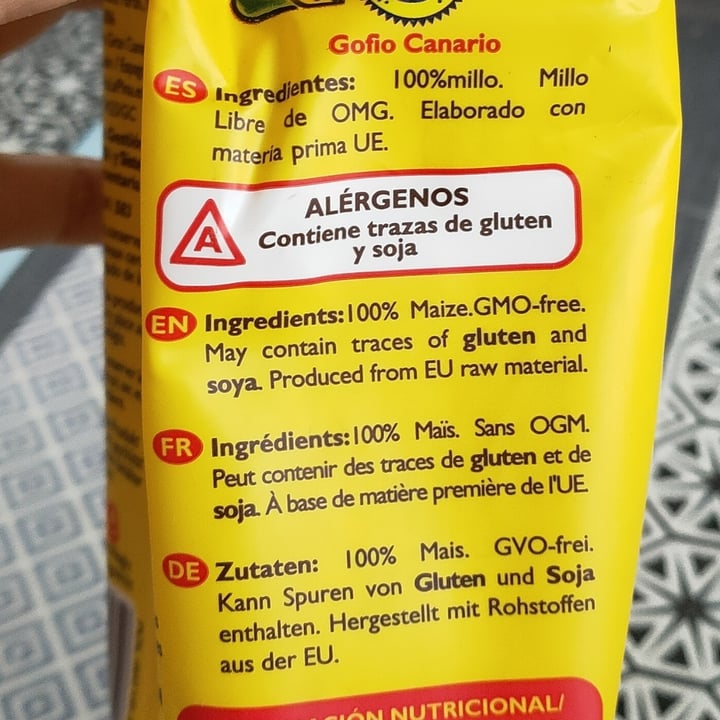 Gofio Canario
ES Ingredientes: 100%millo. Millo
Libre de OMG. Elaborado con
materia prima UE.
ALÉRGENOS
A Contiene trazas de gluten
y soja
EN Ingredients:100% Maize.GMO-free.
May contain traces of gluten and
soya. Produced from EU raw material.
FR Ingrédients:100% Maïs. Sans OGM.
Peut contenir des traces de gluten et de
soja. À base de matière première de l'UE.
DE Zutaten: 100% Mais. GVO-frei.
Kann Spuren von Gluten und Soja
enthalten. Hergestellt mit Rohstoffen
aus der EU.
NUTRICIONAL/